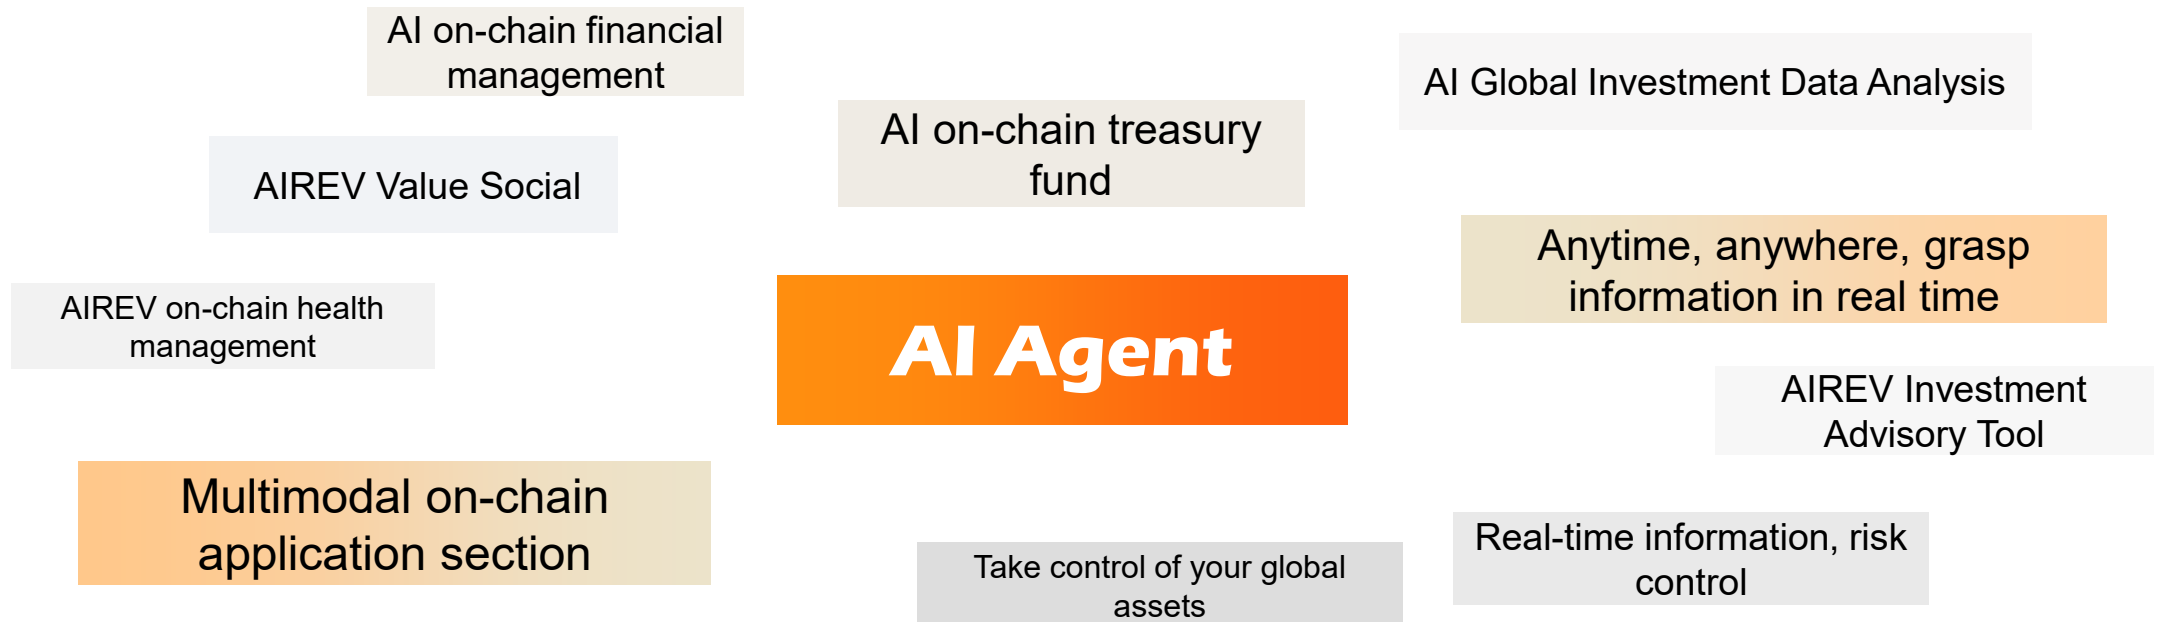 AI on-chain financial
management
AI Global Investment Data Analysis
AI on-chain treasury
fund
AIREV Value Social
Anytime, anywhere, grasp
information in real time
AIREV on-chain health
management
AI Agent
AIREV Investment
Advisory Tool
Multimodal on-chain
application section
Real-time information, risk
control
Take control of your global
assets